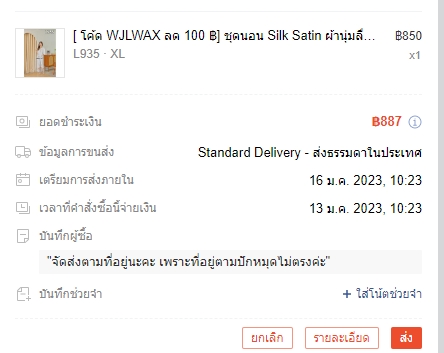 [ โค้ด WJLWAX ลด 100 ฿] ชุดนอน Silk Satin ผ้านุ่มลื... ฿850
L935 · XL x1
ยอดชำระเงิน ฿887
ข้อมูลการขนส่ง Standard Delivery - ส่งธรรมดาในประเทศ
เตรียมการส่งภายใน 16 ม.ค. 2023, 10:23
เวลาที่คำสั่งซื้อนี้จ่ายเงิน 13 ม.ค. 2023, 10:23
บันทึกผู้ซื้อ
"จัดส่งตามที่อยู่นะคะ เพราะที่อยู่ตามปักหมุดไม่ตรงค่ะ"
บันทึกช่วยจำ + ใส่โน้ตช่วยจำ
ยกเลิก รายละเอียด ส่ง